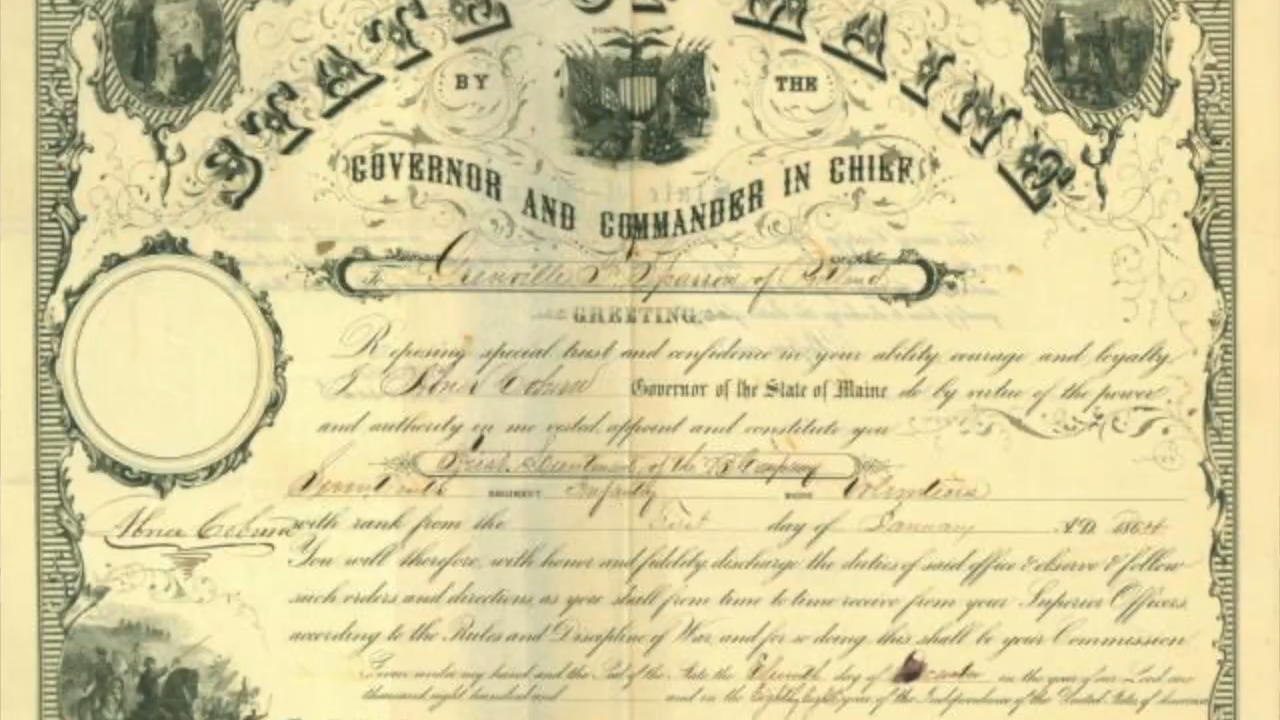 STATE OF MAINE
BY THE
GOVERNOR AND COMMANDER IN CHIEF
To Grenville F. Sparrow of Portland
GREETING.
Reposing special trust and confidence in your ability, courage and loyalty,
I Abner Coburn Governor of the State of Maine do by virtue of the power
and authority in me vested, appoint and constitute you
First Lieutenant of the B Company
Seventeenth REGIMENT Infantry Volunteers
Abner Coburn
with rank from the First day of January A.D. 1864
You will therefore, with honor and fidelity discharge the duties of said office & observe & follow
such orders and directions, as you shall from time to time receive from your Superior Officers
according to the Rules and Discipline of War, and for so doing this shall be your Commission
Given under my hand and the Seal of the State the day of in the year of our Lord one
thousand eight hundred and and in the Eighty eighth year of the Independence of the United States of America